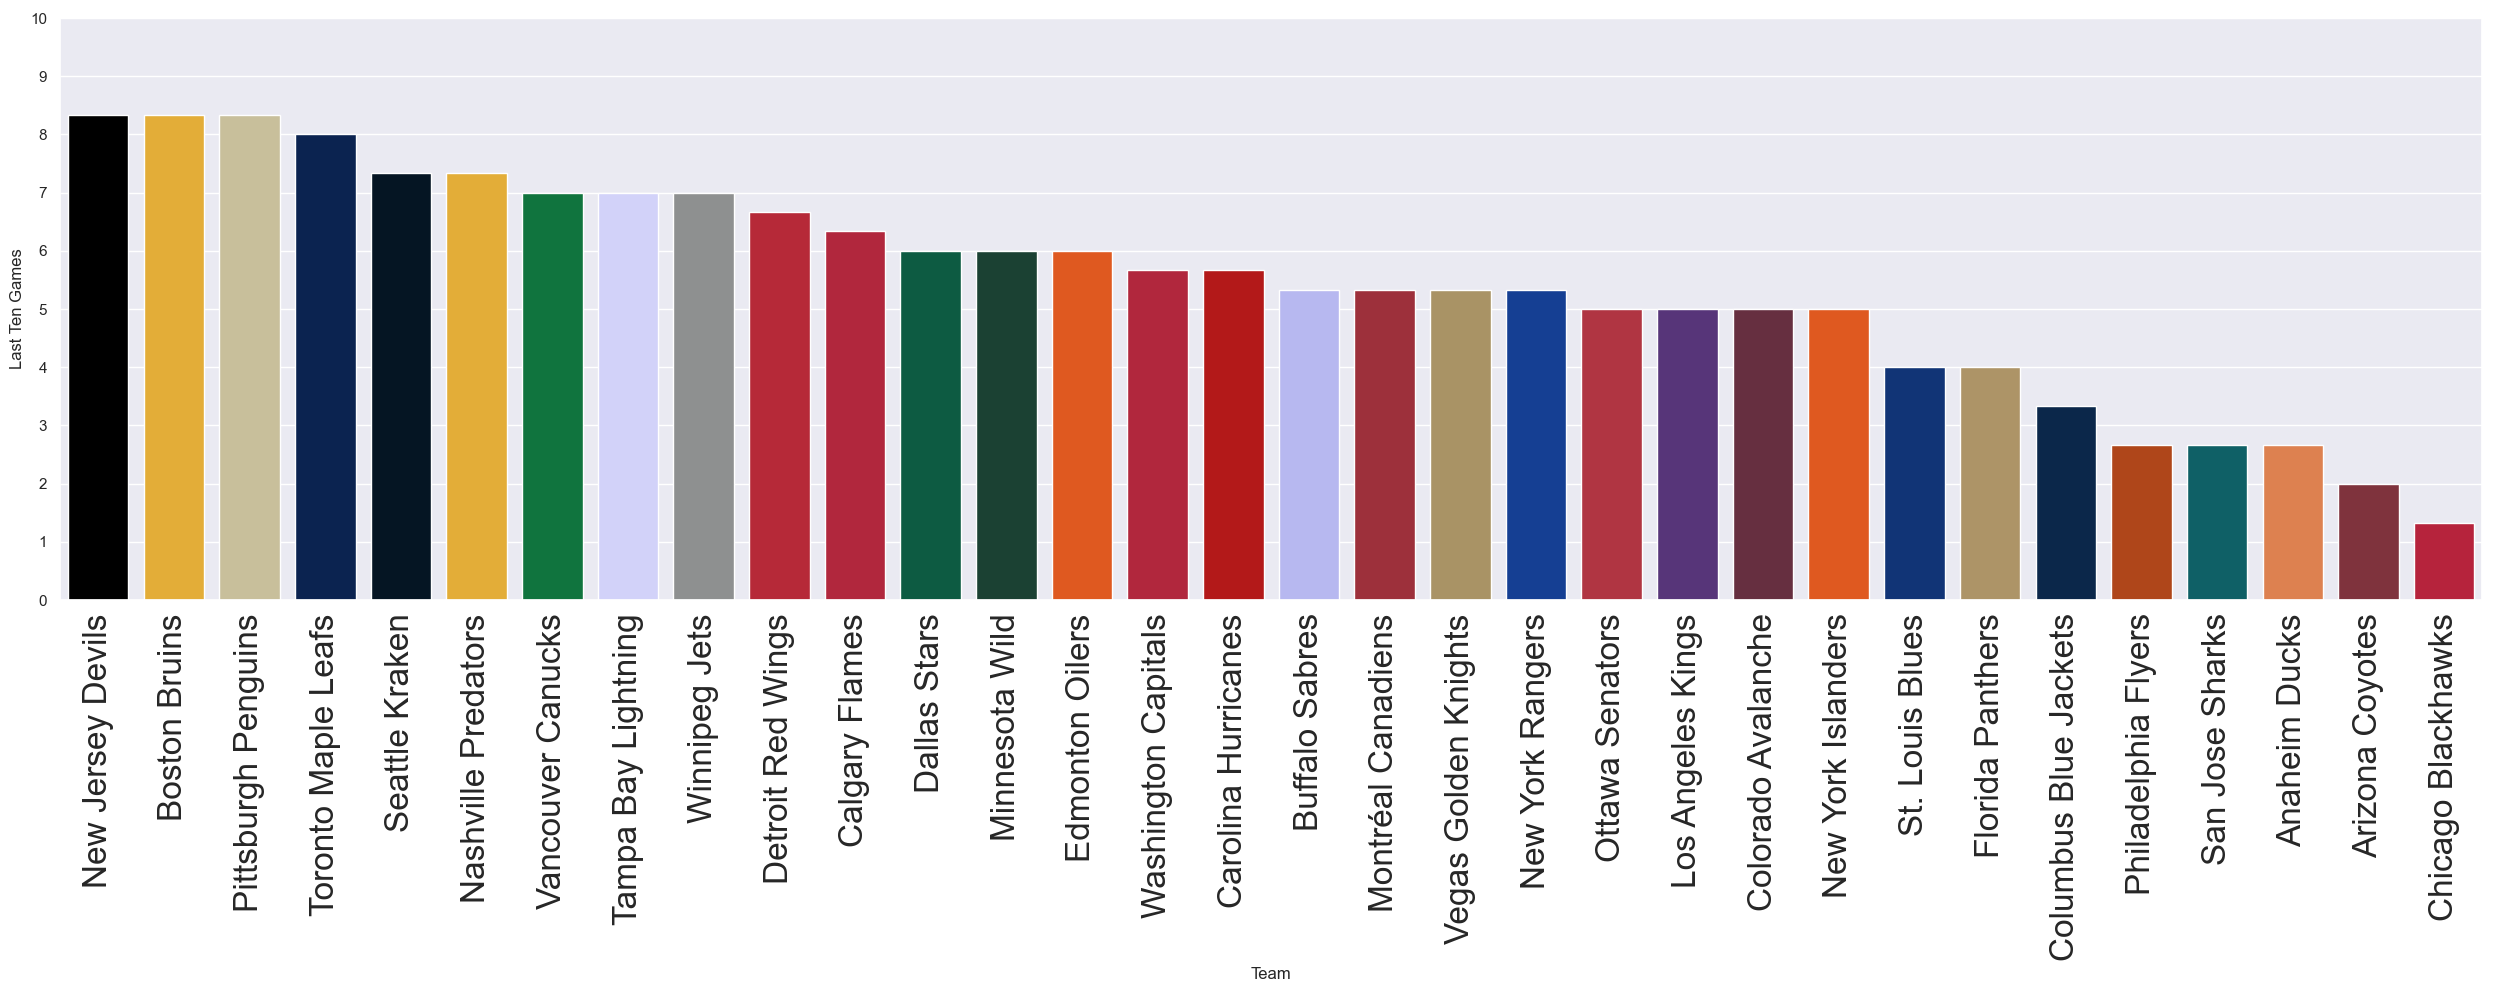 10
9
8
7
6
5
4
3
2
1
0
Last Ten Games
New Jersey Devils
Boston Bruins
Pittsburgh Penguins
Toronto Maple Leafs
Seattle Kraken
Nashville Predators
Vancouver Canucks
Tampa Bay Lightning
Winnipeg Jets
Detroit Red Wings
Calgary Flames
Dallas Stars
Minnesota Wild
Edmonton Oilers
Washington Capitals
Carolina Hurricanes
Buffalo Sabres
Montréal Canadiens
Vegas Golden Knights
New York Rangers
Ottawa Senators
Los Angeles Kings
Colorado Avalanche
New York Islanders
St. Louis Blues
Florida Panthers
Columbus Blue Jackets
Philadelphia Flyers
San Jose Sharks
Anaheim Ducks
Arizona Coyotes
Chicago Blackhawks
Team